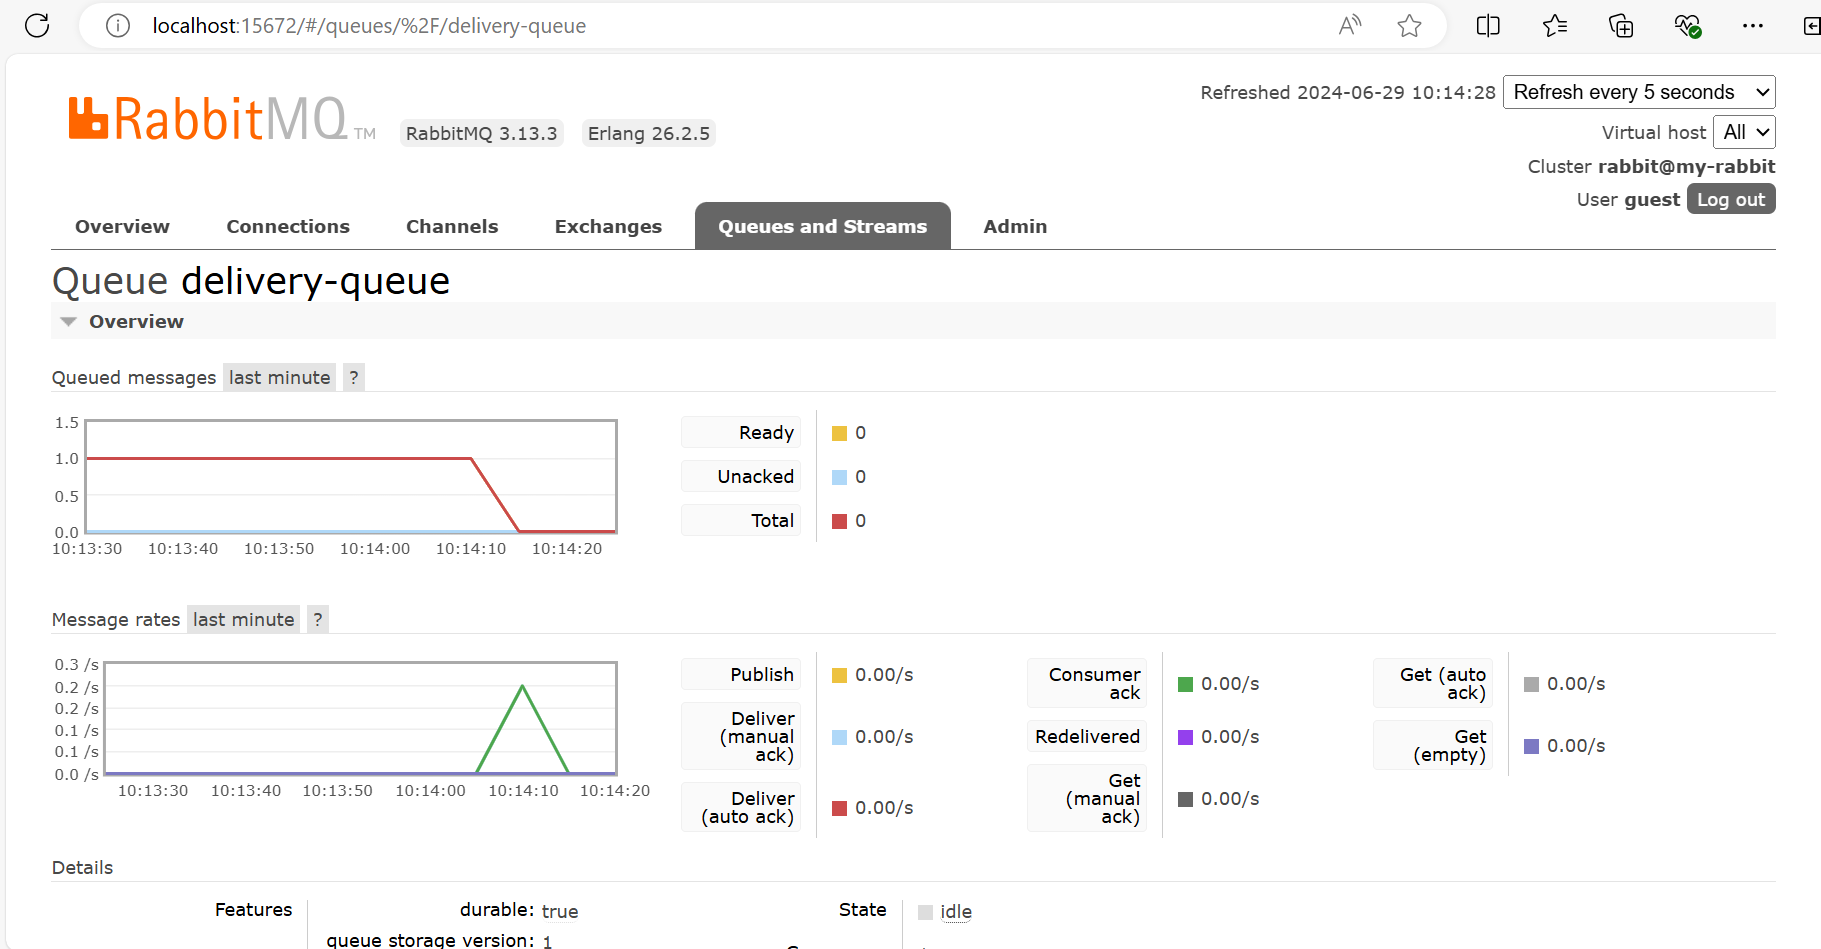 localhost:15672/#/queues/%2F/delivery-queue
Refreshed 2024-06-29 10:14:28 Refresh every 5 seconds
RabbitMQ TM RabbitMQ 3.13.3 Erlang 26.2.5
Virtual host All
Cluster rabbit@my-rabbit
User guest Log out
Overview Connections Channels Exchanges Queues and Streams Admin
Queue delivery-queue
Overview
Queued messages last minute ?
1.5
1.0
0.5
0.0
10:13:30 10:13:40 10:13:50 10:14:00 10:14:10 10:14:20
Ready 0
Unacked 0
Total 0
Message rates last minute ?
0.3 /s
0.2 /s
0.2 /s
0.1 /s
0.1 /s
0.0 /s
10:13:30 10:13:40 10:13:50 10:14:00 10:14:10 10:14:20
Publish 0.00/s
Deliver
(manual
ack) 0.00/s
Deliver
(auto ack) 0.00/s
Consumer
ack 0.00/s
Redelivered 0.00/s
Get
(manual
ack) 0.00/s
Get (auto
ack) 0.00/s
Get
(empty) 0.00/s
Details
Features durable: true
queue storage version: 1
State idle